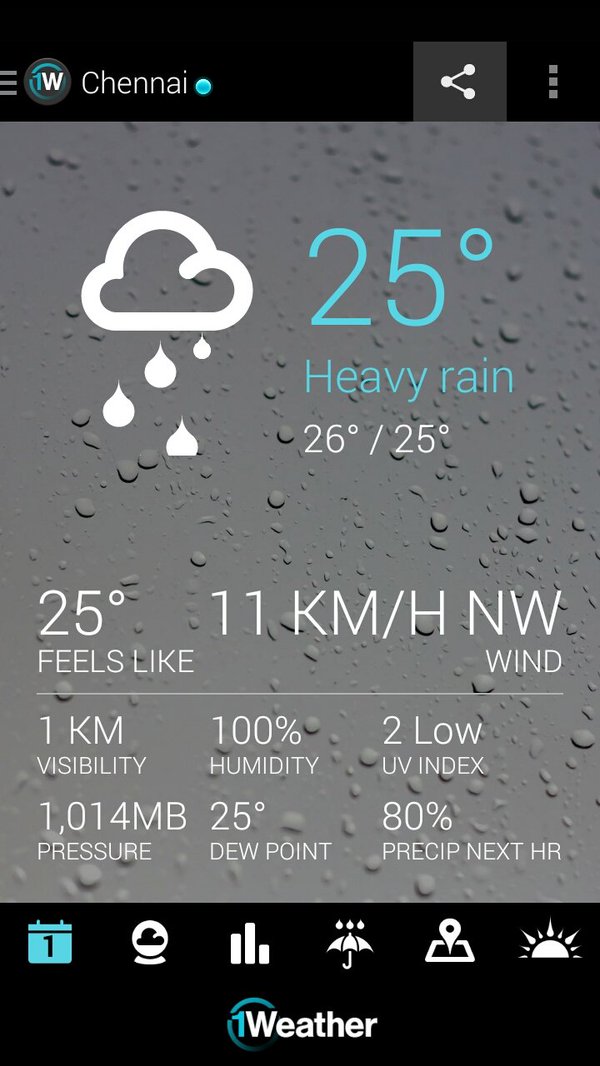 1W Chennai
25°
Heavy rain
26° / 25°
25° 11 KM/H NW
FEELS LIKE WIND
1 KM 100% 2 Low
VISIBILITY HUMIDITY UV INDEX
1,014MB 25° 80%
PRESSURE DEW POINT PRECIP NEXT HR
1
1Weather